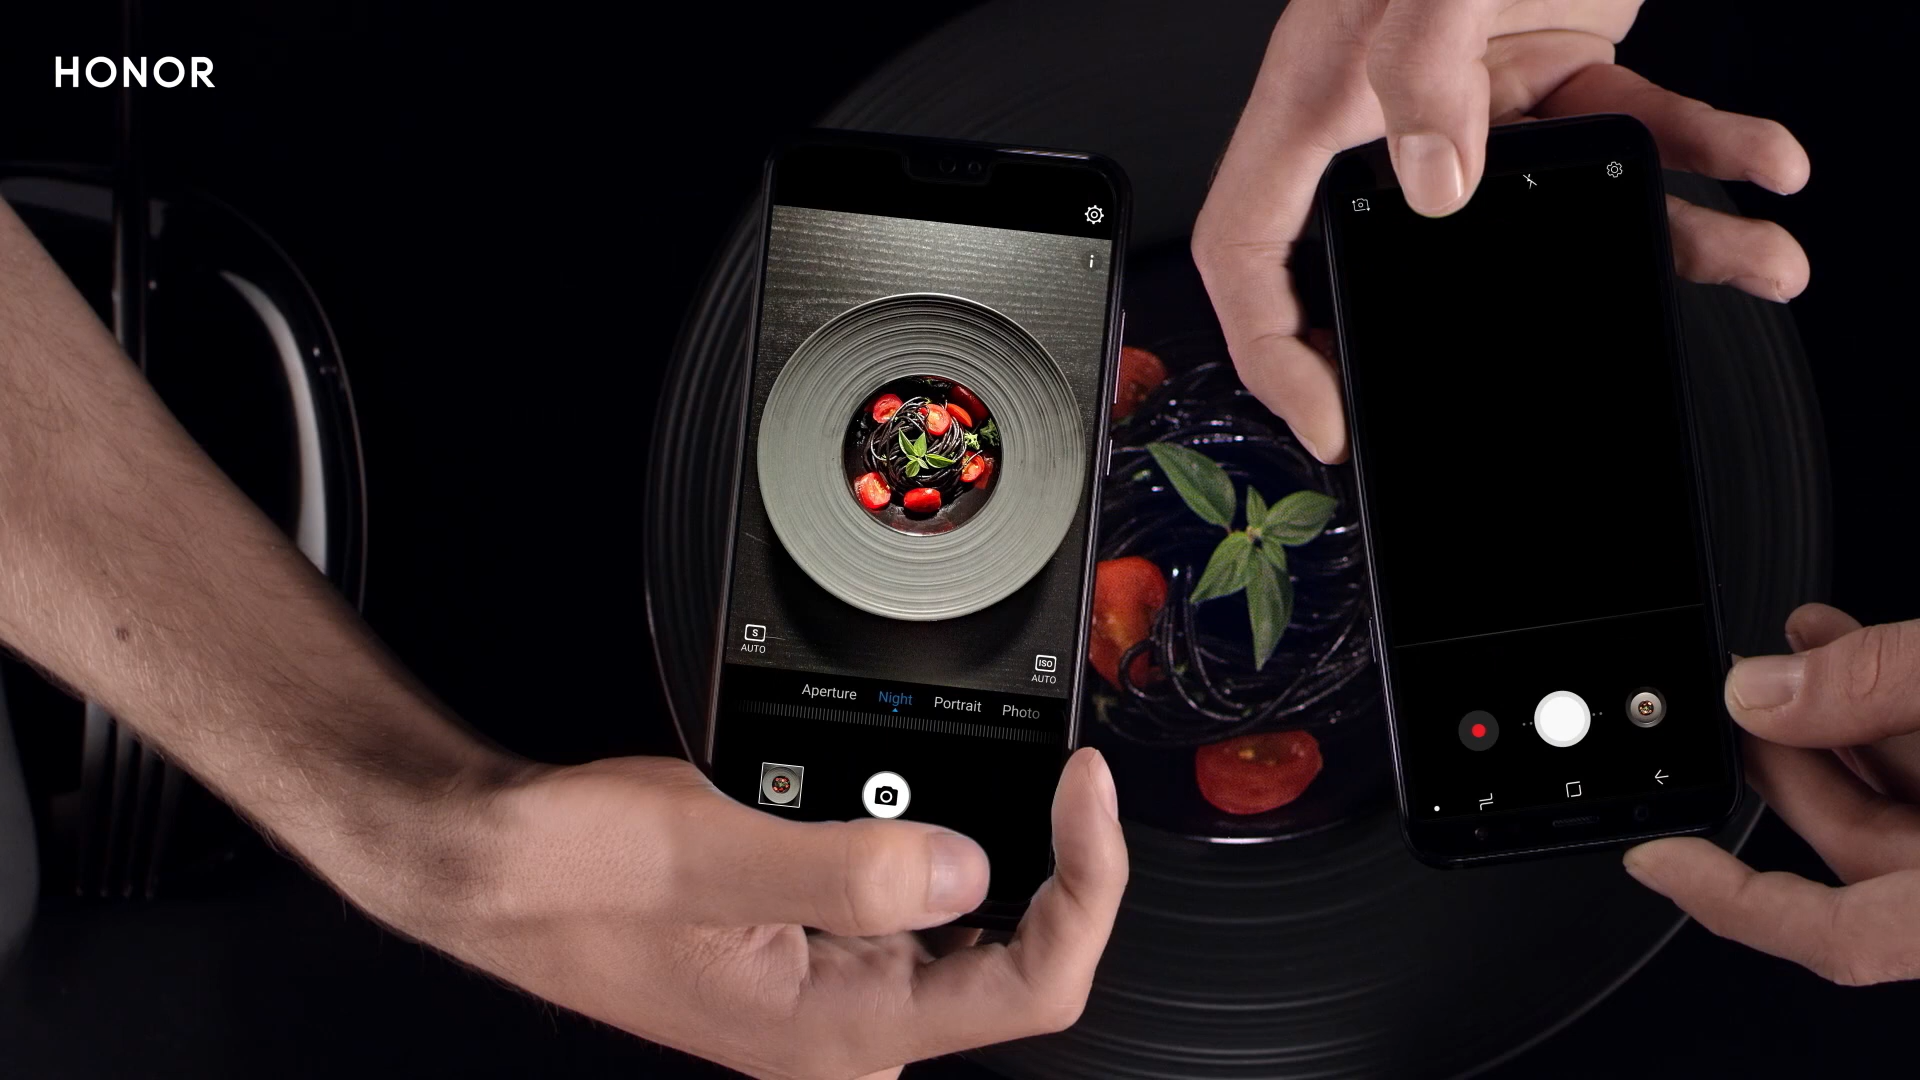 HONOR
i
S
AUTO
ISO
AUTO
Aperture Night Portrait Photo